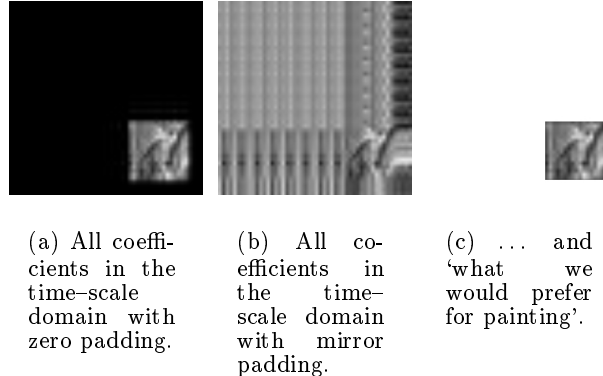 (a) All coeffi-
cients in the
time–scale
domain with
zero padding.
(b) All co-
efficients in
the time–
scale domain
with mirror
padding.
(c) ... and
‘what we
would prefer
for painting’.